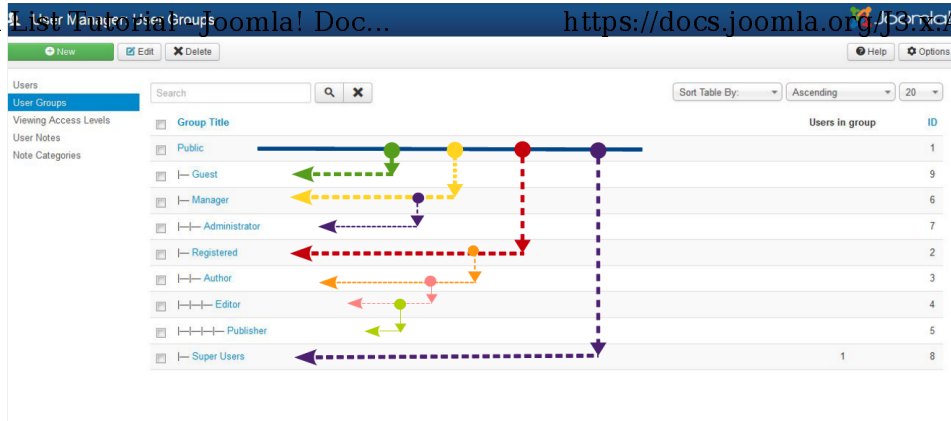 List Tutorial - Joomla! Doc... https://docs.joomla.org/J3.x:A
User Manager: User Groups Joomla!
New Edit Delete Help Options
Users
User Groups
Viewing Access Levels
User Notes
Note Categories
Search Sort Table By: Ascending 20
Group Title Users in group ID
Public 1
|— Guest 9
|— Manager 6
|—|— Administrator 7
|— Registered 2
|—|— Author 3
|—|—|— Editor 4
|—|—|—|— Publisher 5
|— Super Users 1 8